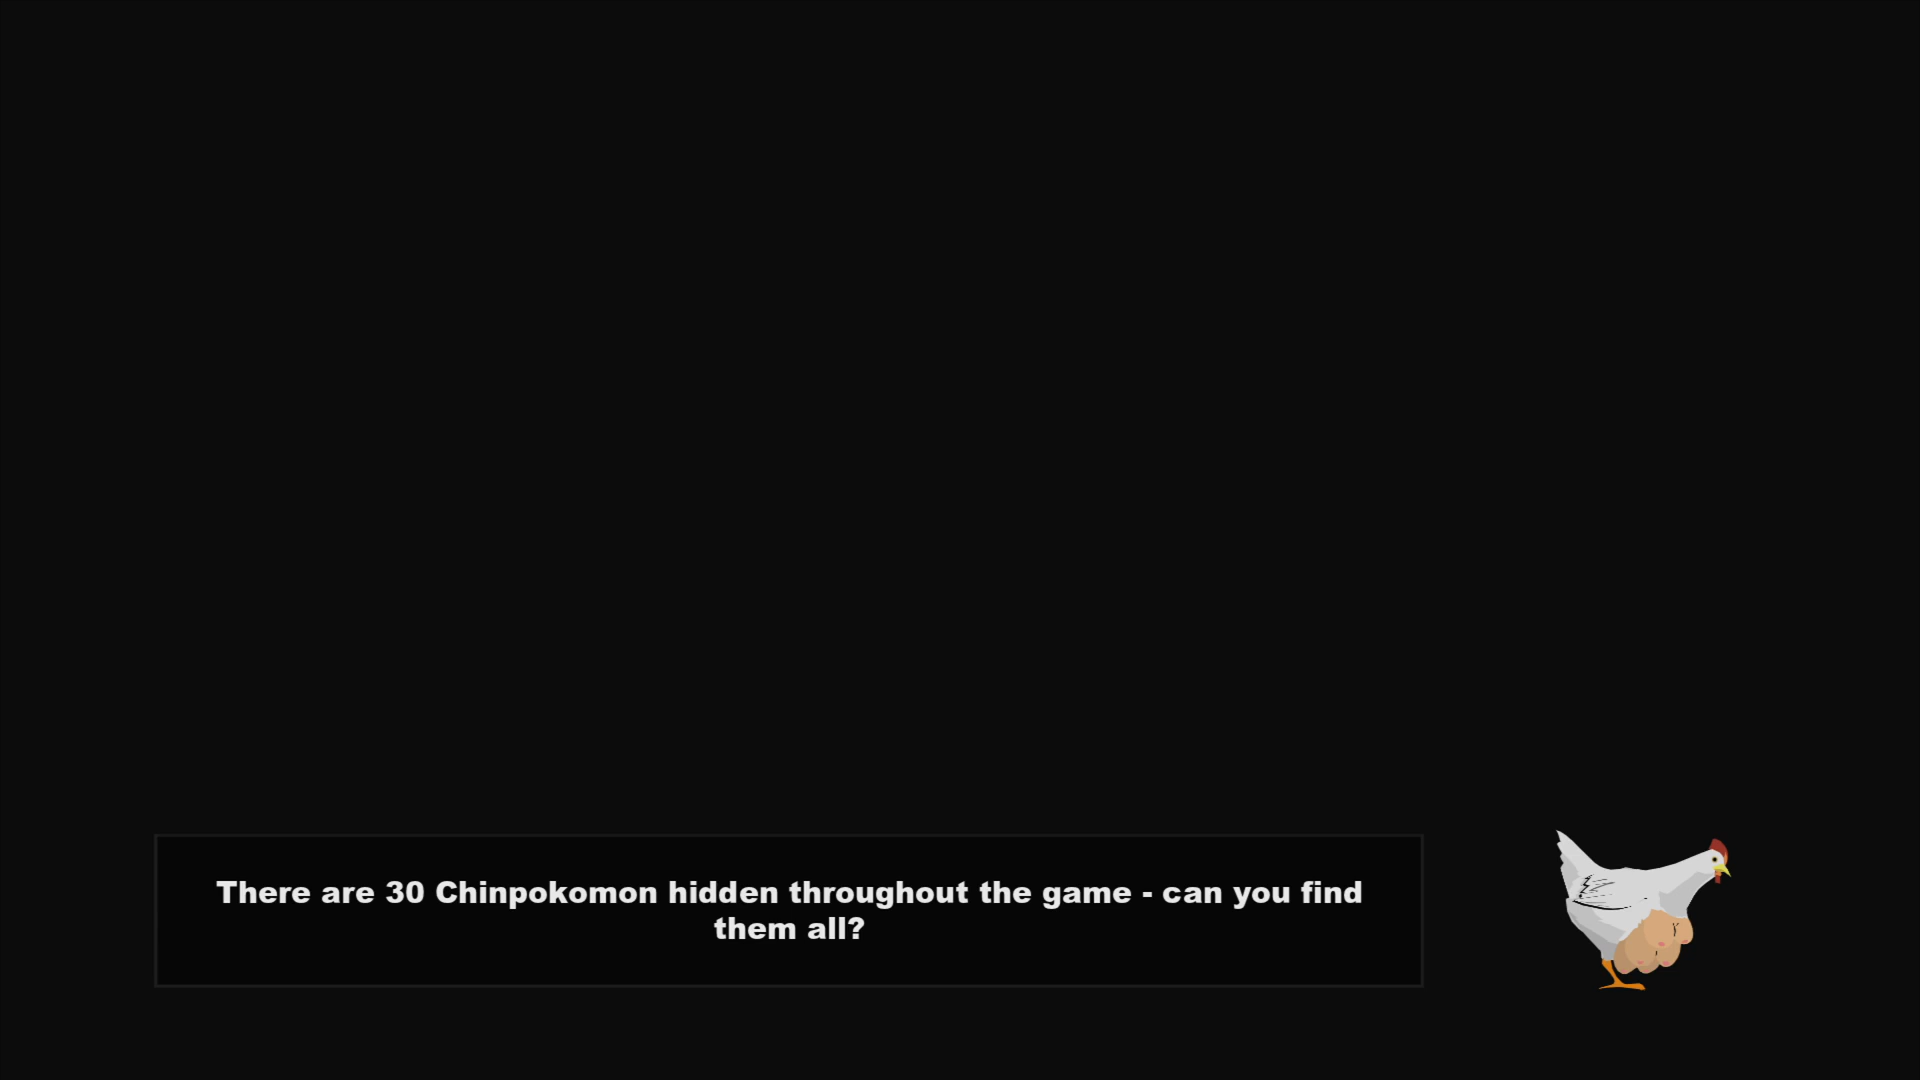 There are 30 Chinpokomon hidden throughout the game - can you find
them all?